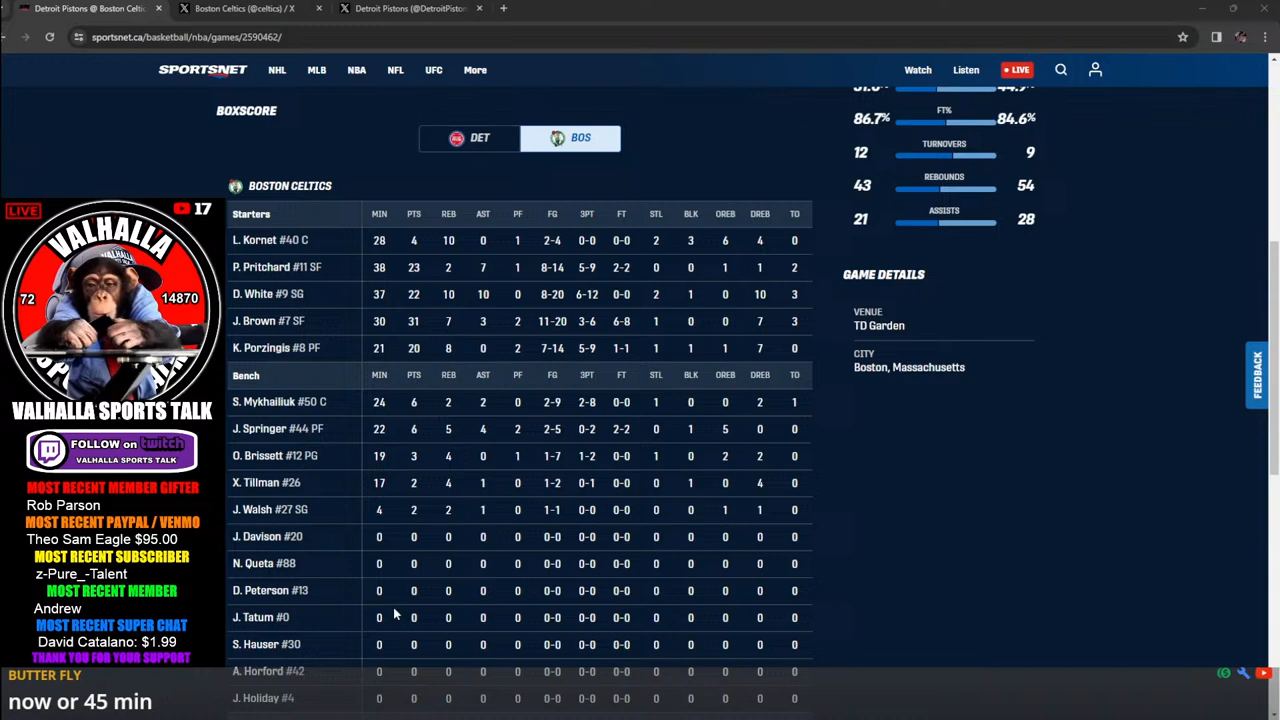 Detroit Pistons @ Boston Celtic
Boston Celtics (@celtics) / X
Detroit Pistons (@DetroitPiston
sportsnet.ca/basketball/nba/games/2590462/
SPORTSNET NHL MLB NBA NFL UFC More Watch Listen LIVE
BOXSCORE
DET BOS
BOSTON CELTICS
Starters MIN PTS REB AST PF FG 3PT FT STL BLK OREB DREB TO
L. Kornet #40 C 28 4 10 0 1 2-4 0-0 0-0 2 3 6 4 0
P. Pritchard #11 SF 38 23 2 7 1 8-14 5-9 2-2 0 0 1 1 2
D. White #9 SG 37 22 10 10 0 8-20 6-12 0-0 2 1 0 10 3
J. Brown #7 SF 30 31 7 3 2 11-20 3-6 6-8 1 0 0 7 3
K. Porzingis #8 PF 21 20 8 0 2 7-14 5-9 1-1 1 1 1 7 0
Bench MIN PTS REB AST PF FG 3PT FT STL BLK OREB DREB TO
S. Mykhailiuk #50 C 24 6 2 2 0 2-9 2-8 0-0 1 0 0 2 1
J. Springer #44 PF 22 6 5 4 2 2-5 0-2 2-2 0 1 5 0 0
O. Brissett #12 PG 19 3 4 0 1 1-7 1-2 0-0 1 0 2 2 0
X. Tillman #26 17 2 4 1 0 1-2 0-1 0-0 0 1 0 4 0
J. Walsh #27 SG 4 2 2 1 0 1-1 0-0 0-0 0 0 1 1 0
J. Davison #20 0 0 0 0 0 0-0 0-0 0-0 0 0 0 0 0
N. Queta #88 0 0 0 0 0 0-0 0-0 0-0 0 0 0 0 0
D. Peterson #13 0 0 0 0 0 0-0 0-0 0-0 0 0 0 0 0
J. Tatum #0 0 0 0 0 0 0-0 0-0 0-0 0 0 0 0 0
S. Hauser #30 0 0 0 0 0 0-0 0-0 0-0 0 0 0 0 0
A. Horford #42 0 0 0 0 0 0-0 0-0 0-0 0 0 0 0 0
J. Holiday #4 0 0 0 0 0 0-0 0-0 0-0 0 0 0 0 0
FT%
86.7% 84.6%
TURNOVERS
12 9
REBOUNDS
43 54
ASSISTS
21 28
GAME DETAILS
VENUE
TD Garden
CITY
Boston, Massachusetts
FEEDBACK
LIVE 17
VALHALLA
72 14870
SPORTS TALK
VALHALLA SPORTS TALK
FOLLOW on twitch
VALHALLA SPORTS TALK
MOST RECENT MEMBER GIFTER
Rob Parson
MOST RECENT PAYPAL / VENMO
Theo Sam Eagle $95.00
MOST RECENT SUBSCRIBER
z-Pure_-Talent
MOST RECENT MEMBER
Andrew
MOST RECENT SUPER CHAT
David Catalano: $1.99
THANK YOU FOR YOUR SUPPORT
BUTTER FLY
now or 45 min